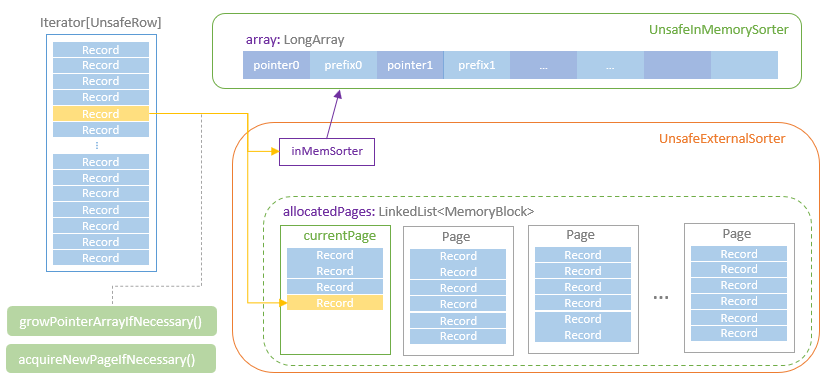 Iterator[UnsafeRow]
Record
Record
Record
Record
Record
Record
⋮
Record
Record
Record
Record
Record
Record
Record
growPointerArrayIfNecessary()
acquireNewPageIfNecessary()
UnsafeInMemorySorter
array: LongArray
pointer0 prefix0 pointer1 prefix1 ... ...
UnsafeExternalSorter
inMemSorter
allocatedPages: LinkedList<MemoryBlock>
currentPage
Record
Record
Record
Record
Page
Record
Record
Record
Record
Record
Record
Page
Record
Record
Record
Record
Record
Record
...
Page
Record
Record
Record
Record
Record
Record